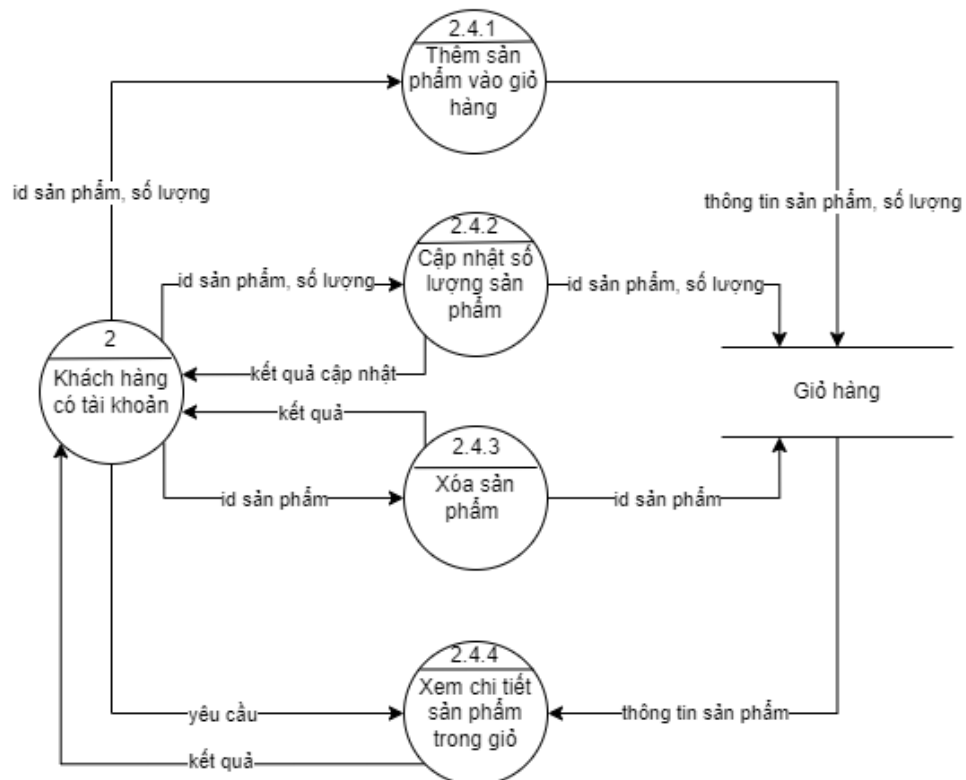 2.4.1
Thêm sản
phẩm vào giỏ
hàng
id sản phẩm, số lượng
thông tin sản phẩm, số lượng
2.4.2
Cập nhật số
lượng sản
phẩm
id sản phẩm, số lượng
id sản phẩm, số lượng
2
Khách hàng
có tài khoản
kết quả cập nhật
Giỏ hàng
kết quả
2.4.3
Xóa sản
phẩm
id sản phẩm
id sản phẩm
2.4.4
Xem chi tiết
sản phẩm
trong giỏ
yêu cầu
thông tin sản phẩm
kết quả